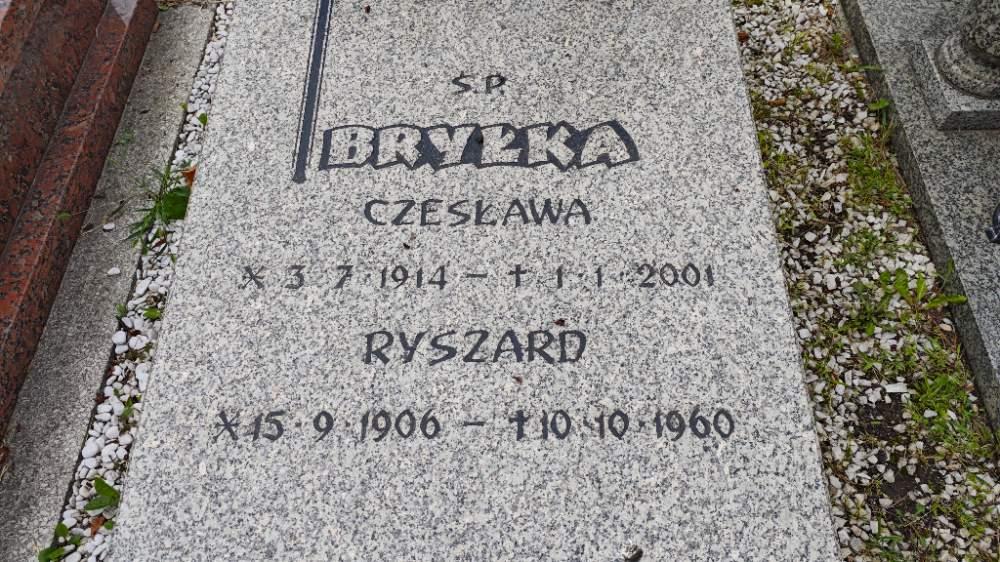 S.P.
BRYŁKA
CZESŁAWA
* 3 · 7 · 1914 – † 1 · 1 · 2001
RYSZARD
* 15 · 9 · 1906 – † 10 · 10 · 1960